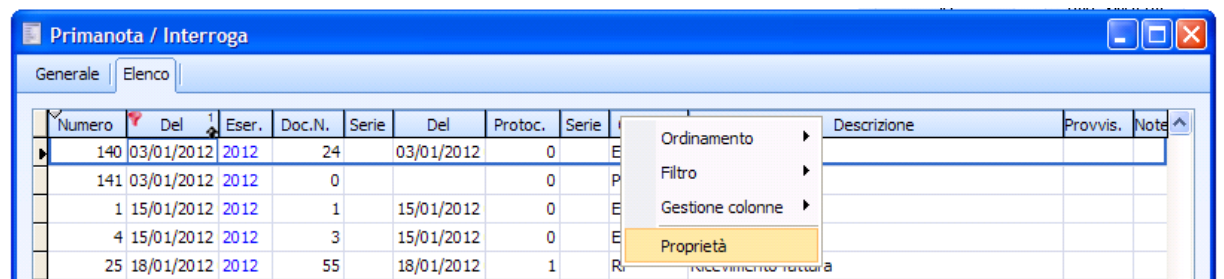 Primanota / Interroga
Generale Elenco
Numero Del 1 Eser. Doc.N. Serie Del Protoc. Serie Descrizione Provvis. Note
140 03/01/2012 2012 24 03/01/2012 0 E
141 03/01/2012 2012 0 0 P
1 15/01/2012 2012 1 15/01/2012 0 E
4 15/01/2012 2012 3 15/01/2012 0 E
25 18/01/2012 2012 55 18/01/2012 1 Ricevimento fattura
Ordinamento
Filtro
Gestione colonne
Proprietà